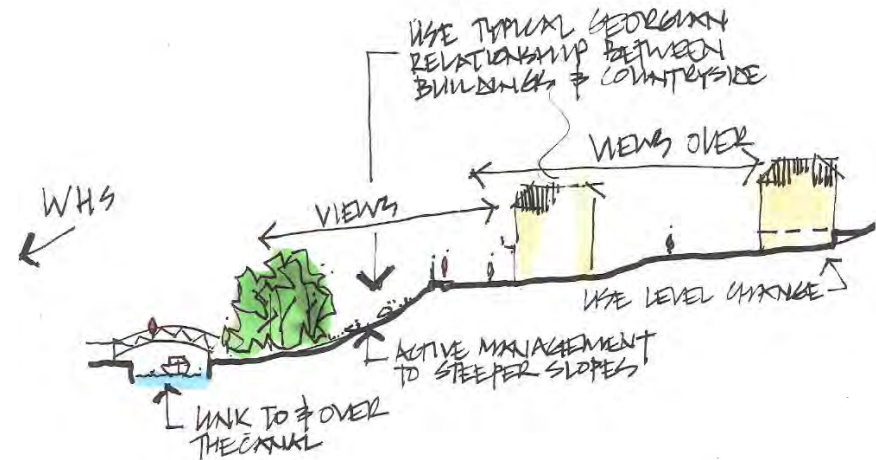 USE TYPICAL GEORGIAN
RELATIONSHIP BETWEEN
BUILDINGS & COUNTRYSIDE
VIEWS OVER
WHS
VIEWS
USE LEVEL CHANGE
ACTIVE MANAGEMENT
TO STEEPER SLOPES
LINK TO & OVER
THE CANAL